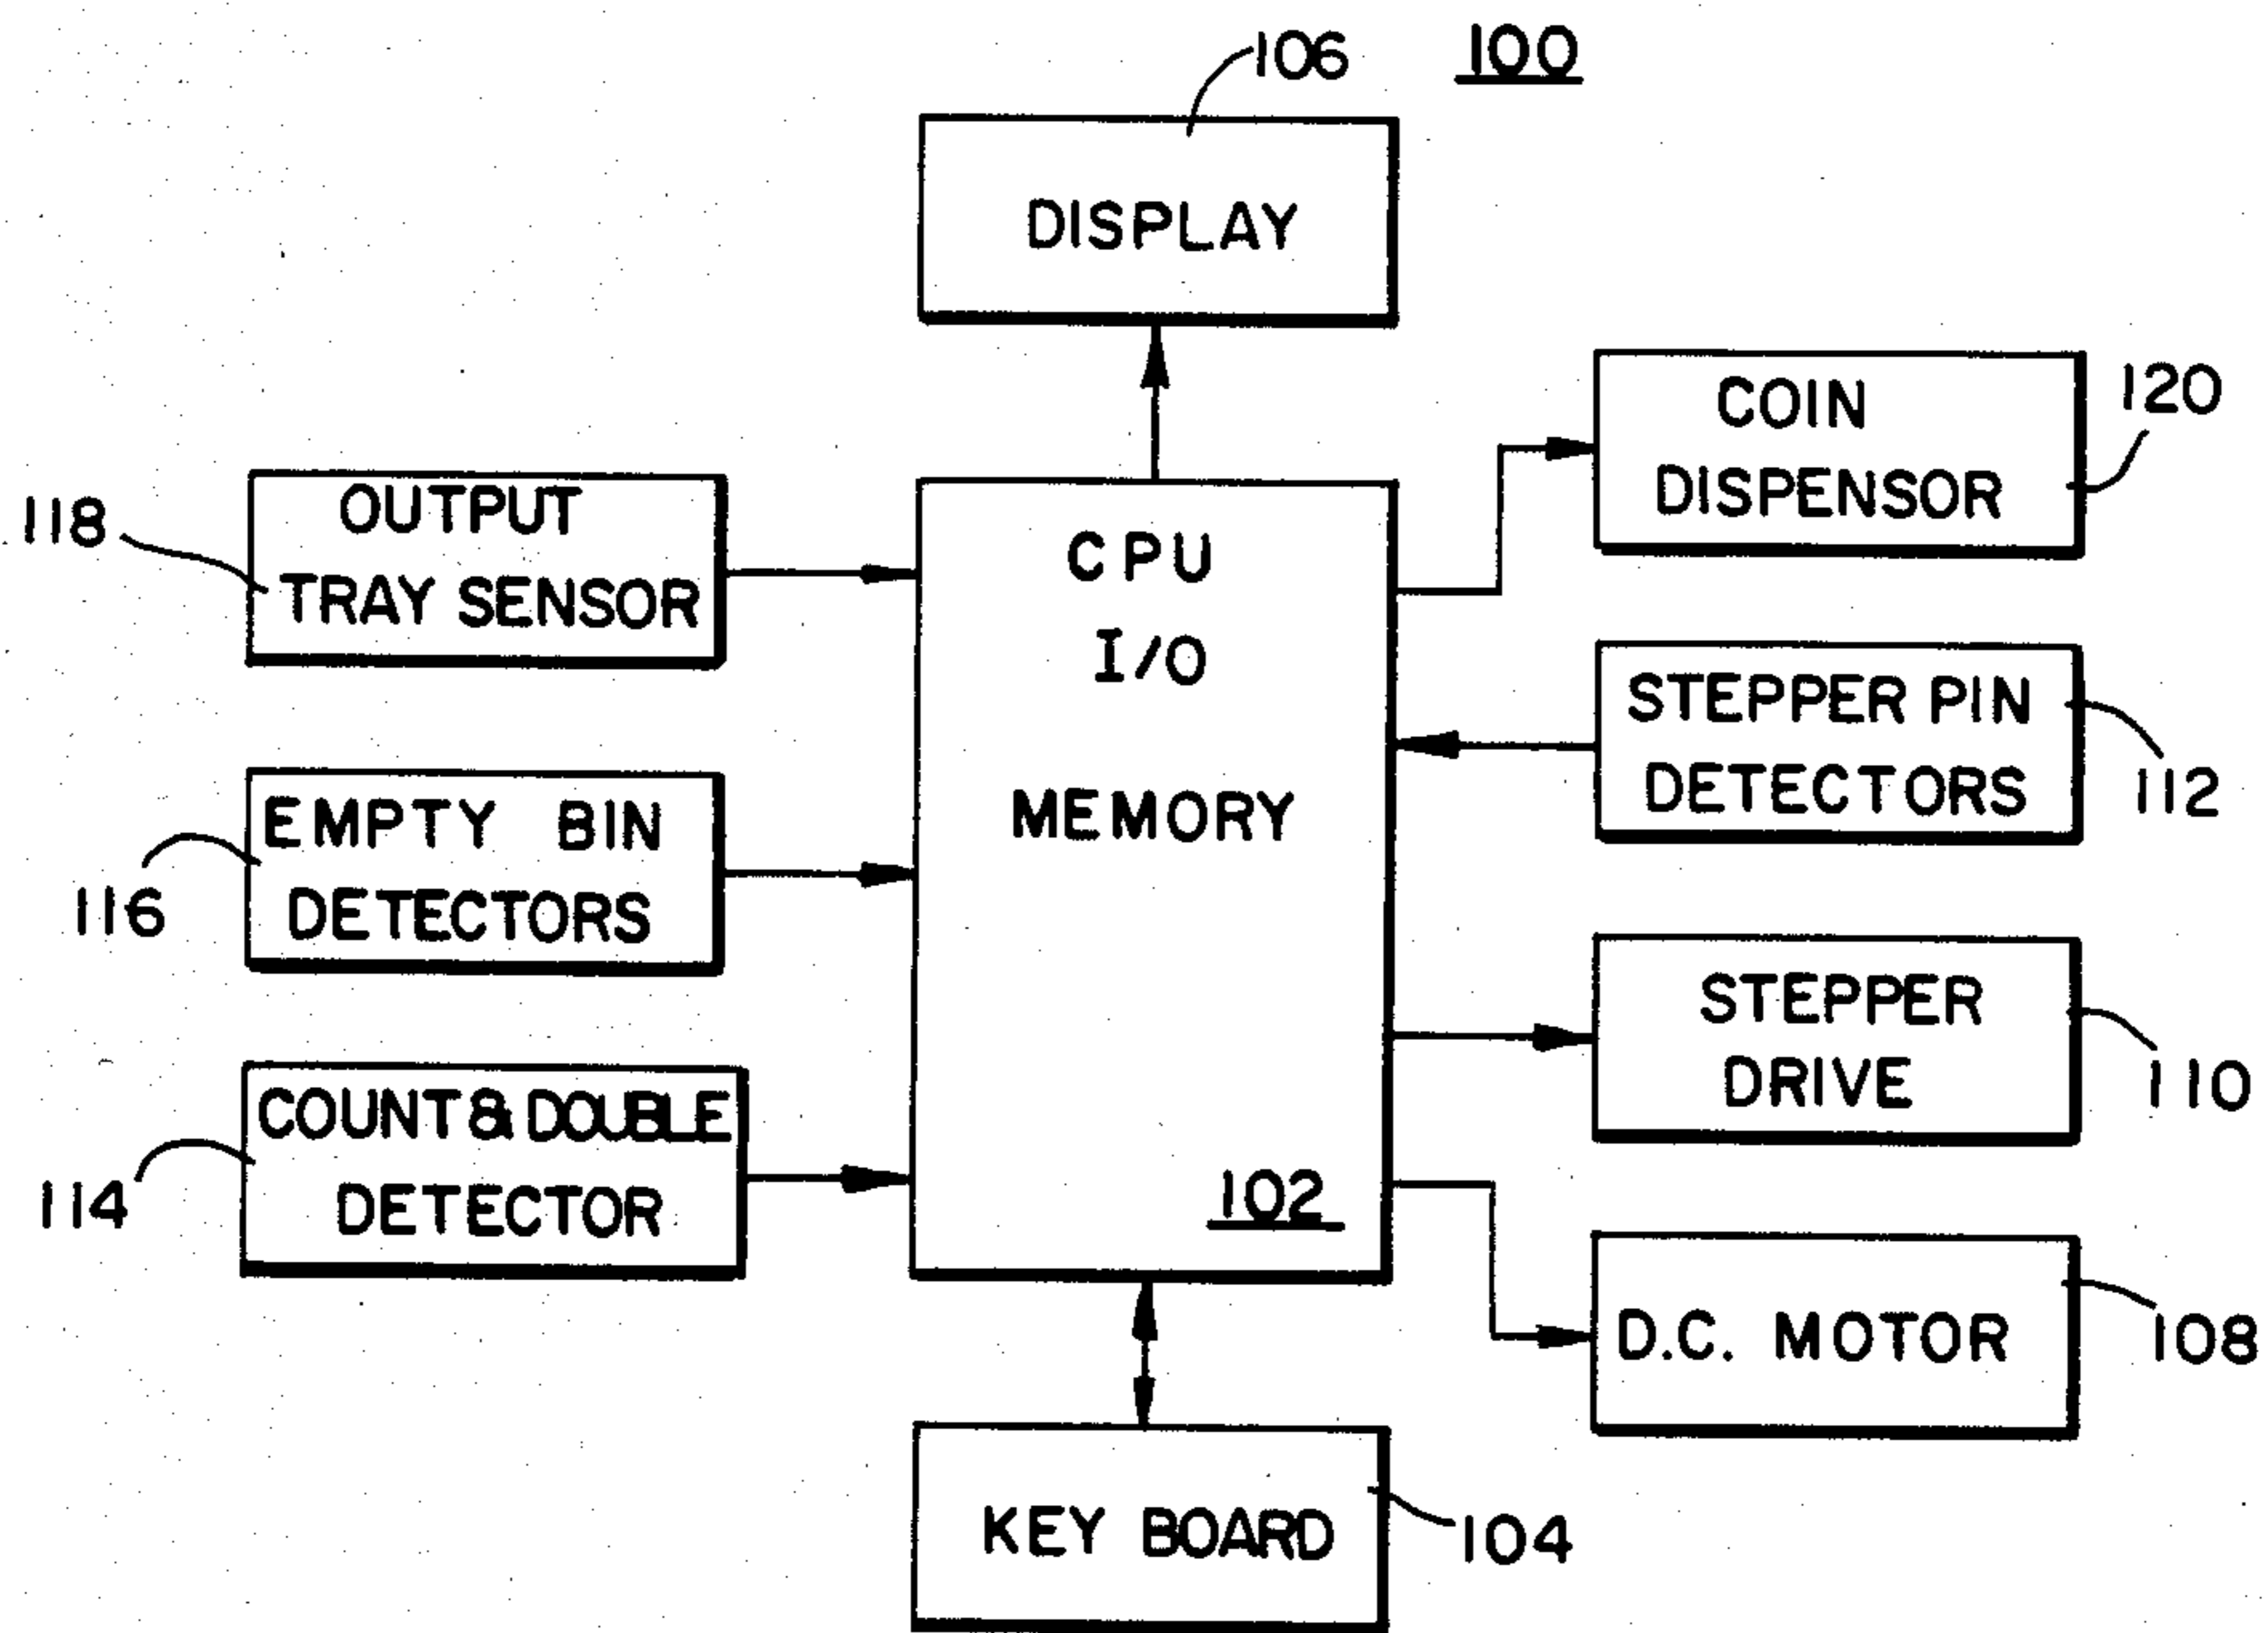 106
100
DISPLAY
COIN
DISPENSOR
120
118
OUTPUT
TRAY SENSOR
CPU
I/O
MEMORY
102
STEPPER PIN
DETECTORS
112
EMPTY BIN
DETECTORS
116
STEPPER
DRIVE
110
COUNT & DOUBLE
DETECTOR
114
D.C. MOTOR
108
KEY BOARD
104